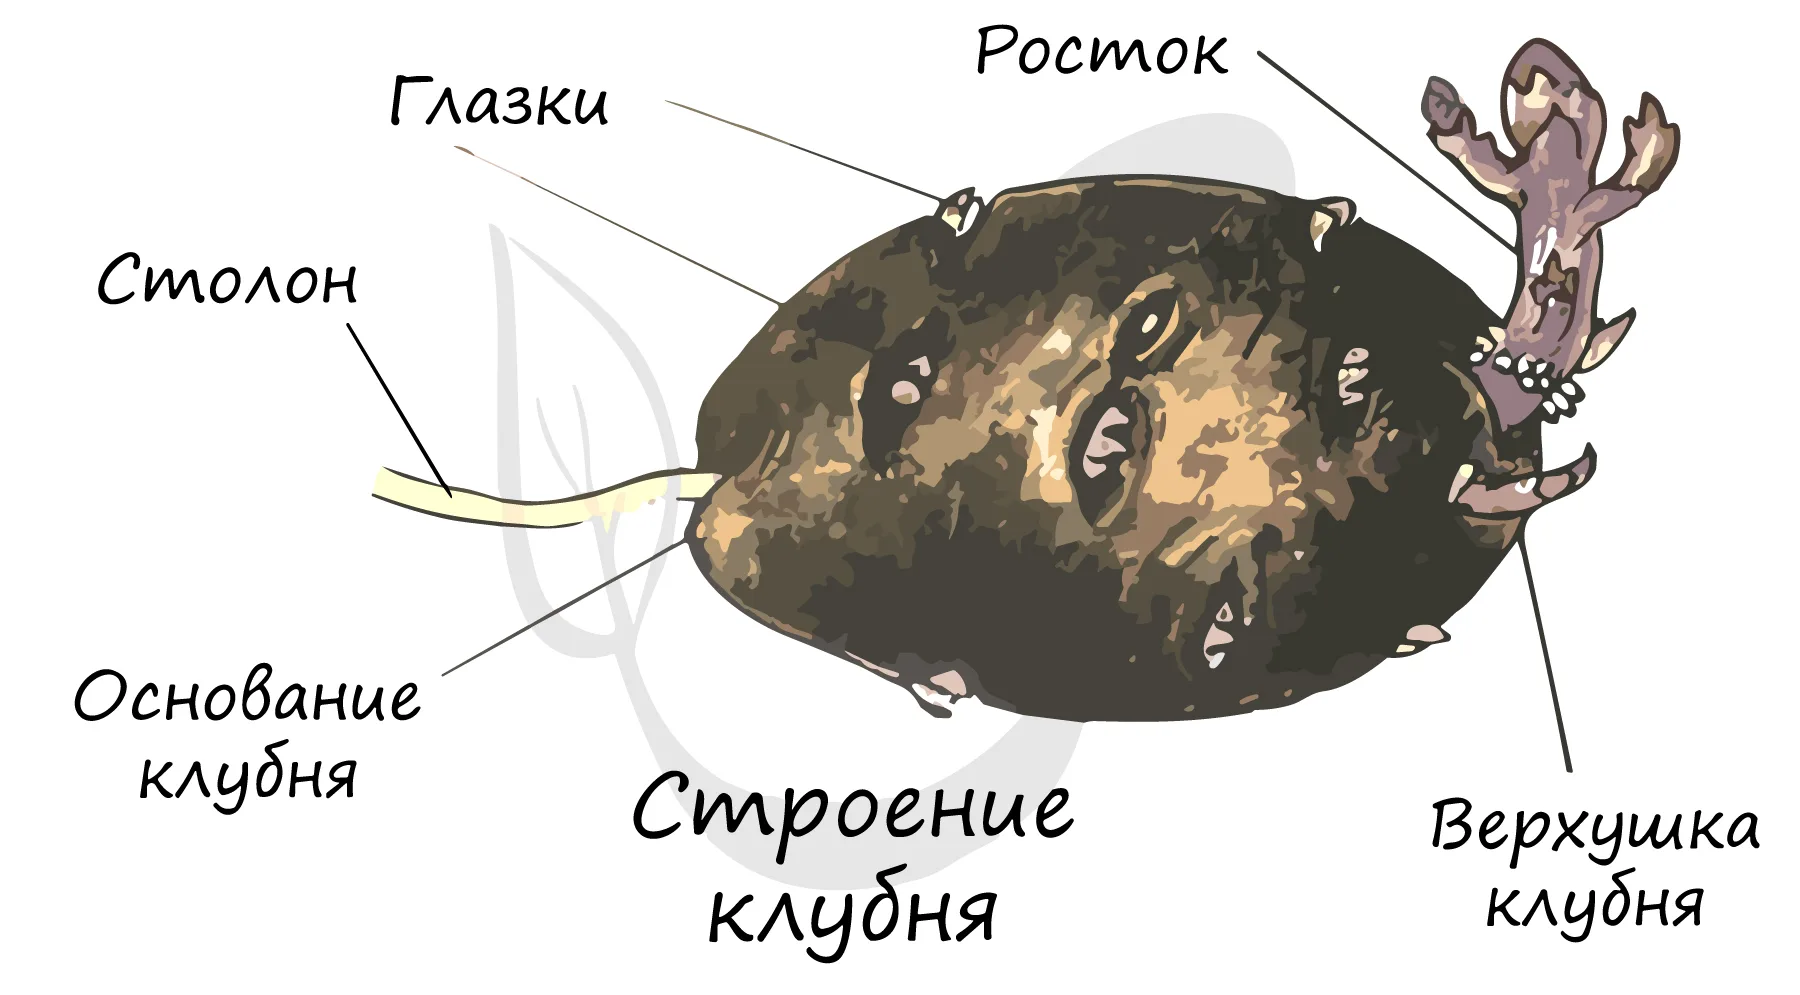 Росток
Глазки
Столон
Основание
клубня
Строение
клубня
Верхушка
клубня